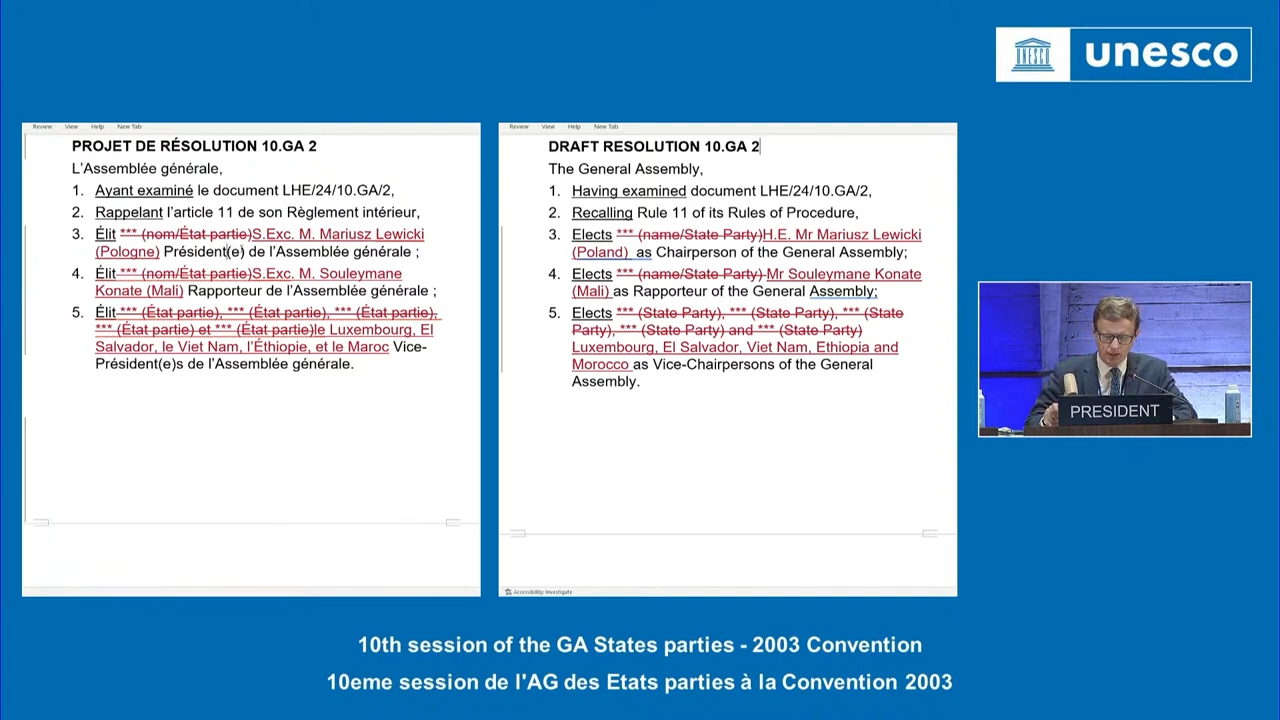 UNESCO
unesco
Review View Help New Tab
PROJET DE RÉSOLUTION 10.GA 2
L'Assemblée générale,
1. Ayant examiné le document LHE/24/10.GA/2,
2. Rappelant l'article 11 de son Règlement intérieur,
3. Élit *** (nom/État partie)S.Exc. M. Mariusz Lewicki
(Pologne) Président(e) de l'Assemblée générale ;
4. Élit *** (nom/État partie)S.Exc. M. Souleymane
Konate (Mali) Rapporteur de l'Assemblée générale ;
5. Élit *** (État partie), *** (État partie), *** (État partie),
*** (État partie) et *** (État partie)le Luxembourg, El
Salvador, le Viet Nam, l'Éthiopie, et le Maroc Vice-
Président(e)s de l'Assemblée générale.
Review View Help New Tab
DRAFT RESOLUTION 10.GA 2
The General Assembly,
1. Having examined document LHE/24/10.GA/2,
2. Recalling Rule 11 of its Rules of Procedure,
3. Elects *** (name/State Party)H.E. Mr Mariusz Lewicki
(Poland) as Chairperson of the General Assembly;
4. Elects *** (name/State Party) Mr Souleymane Konate
(Mali) as Rapporteur of the General Assembly;
5. Elects *** (State Party), *** (State Party), *** (State
Party), *** (State Party) and *** (State Party)
Luxembourg, El Salvador, Viet Nam, Ethiopia and
Morocco as Vice-Chairpersons of the General
Assembly.
Accessibility: Investigate
PRESIDENT
10th session of the GA States parties - 2003 Convention
10eme session de l'AG des Etats parties à la Convention 2003